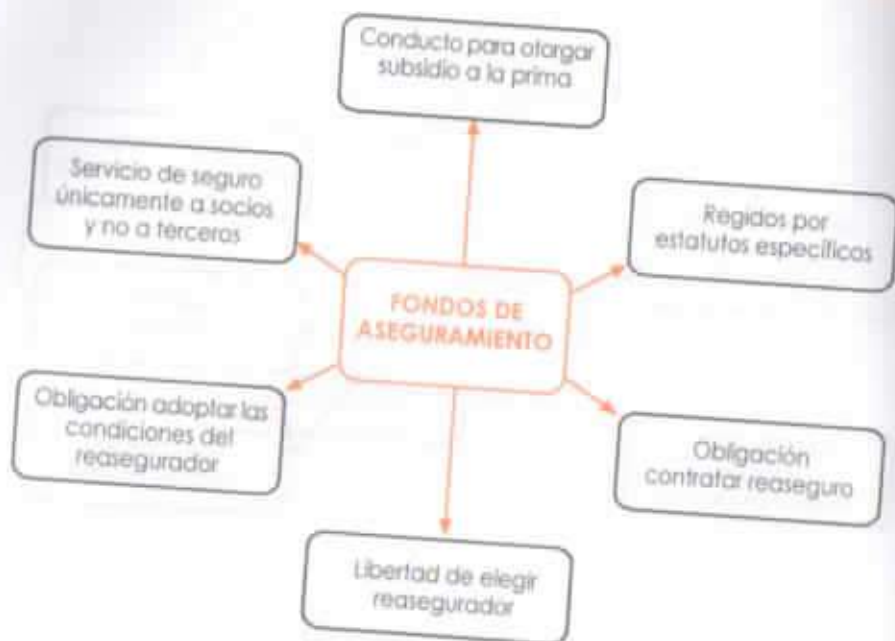 Conducto para otorgar
subsidio a la prima
Servicio de seguro
únicamente a socios
y no a terceros
Regidos por
estatutos específicos
FONDOS DE
ASEGURAMIENTO
Obligación adoptar las
condiciones del
reasegurador
Obligación
contratar reaseguro
Libertad de elegir
reasegurador